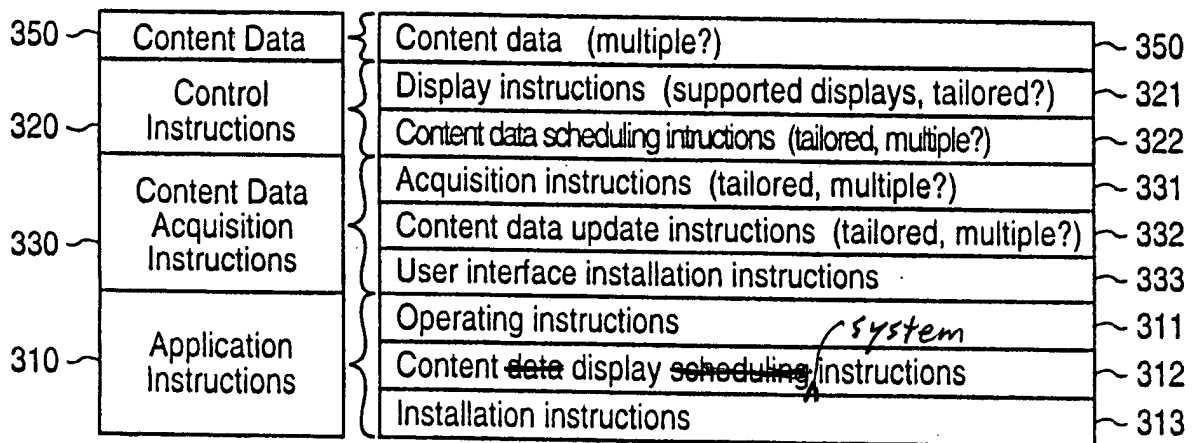 350 Content Data Content data (multiple?) 350
Control Instructions
320
Display instructions (supported displays, tailored?) 321
Content data scheduling intructions (tailored, multiple?) 322
Content Data Acquisition Instructions
330
Acquisition instructions (tailored, multiple?) 331
Content data update instructions (tailored, multiple?) 332
User interface installation instructions 333
Application Instructions
310
Operating instructions 311
system
Content data display scheduling instructions 312
Installation instructions 313